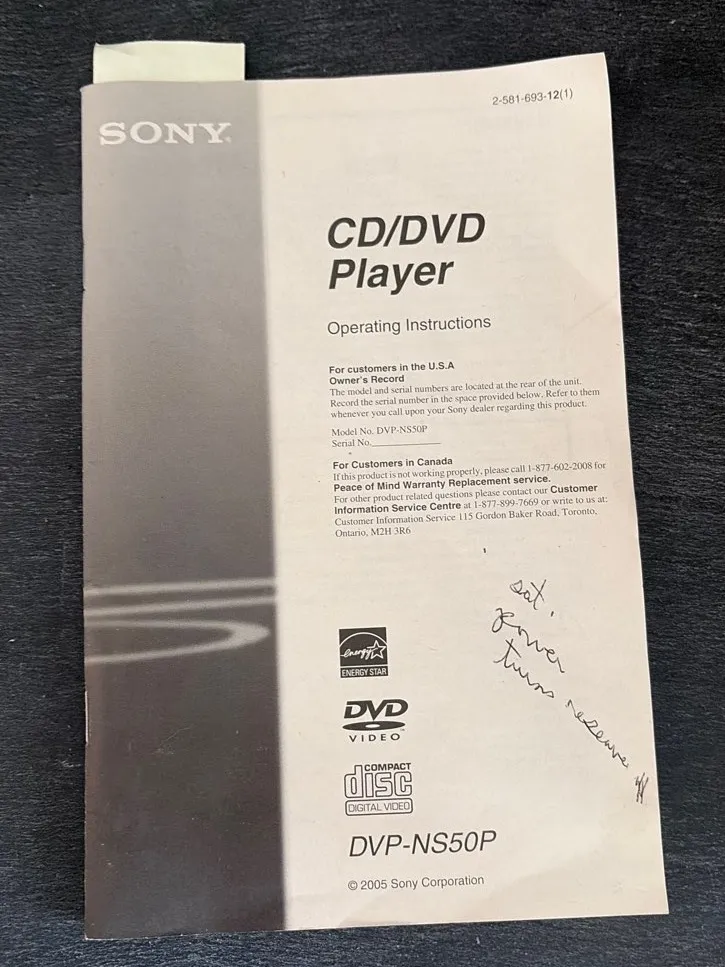 SONY.
2-581-693-12(1)
CD/DVD
Player
Operating Instructions
For customers in the U.S.A
Owner's Record
The model and serial numbers are located at the rear of the unit.
Record the serial number in the space provided below. Refer to them
whenever you call upon your Sony dealer regarding this product.
Model No. DVP-NS50P
Serial No.______________
For Customers in Canada
If this product is not working properly, please call 1-877-602-2008 for
Peace of Mind Warranty Replacement service.
For other product related questions please contact our Customer
Information Service Centre at 1-877-899-7669 or write to us at:
Customer Information Service 115 Gordon Baker Road, Toronto,
Ontario, M2H 3R6
sat.
power
turns
energy
ENERGY STAR
DVD
VIDEO™
COMPACT
disc
DIGITAL VIDEO
DVP-NS50P
© 2005 Sony Corporation